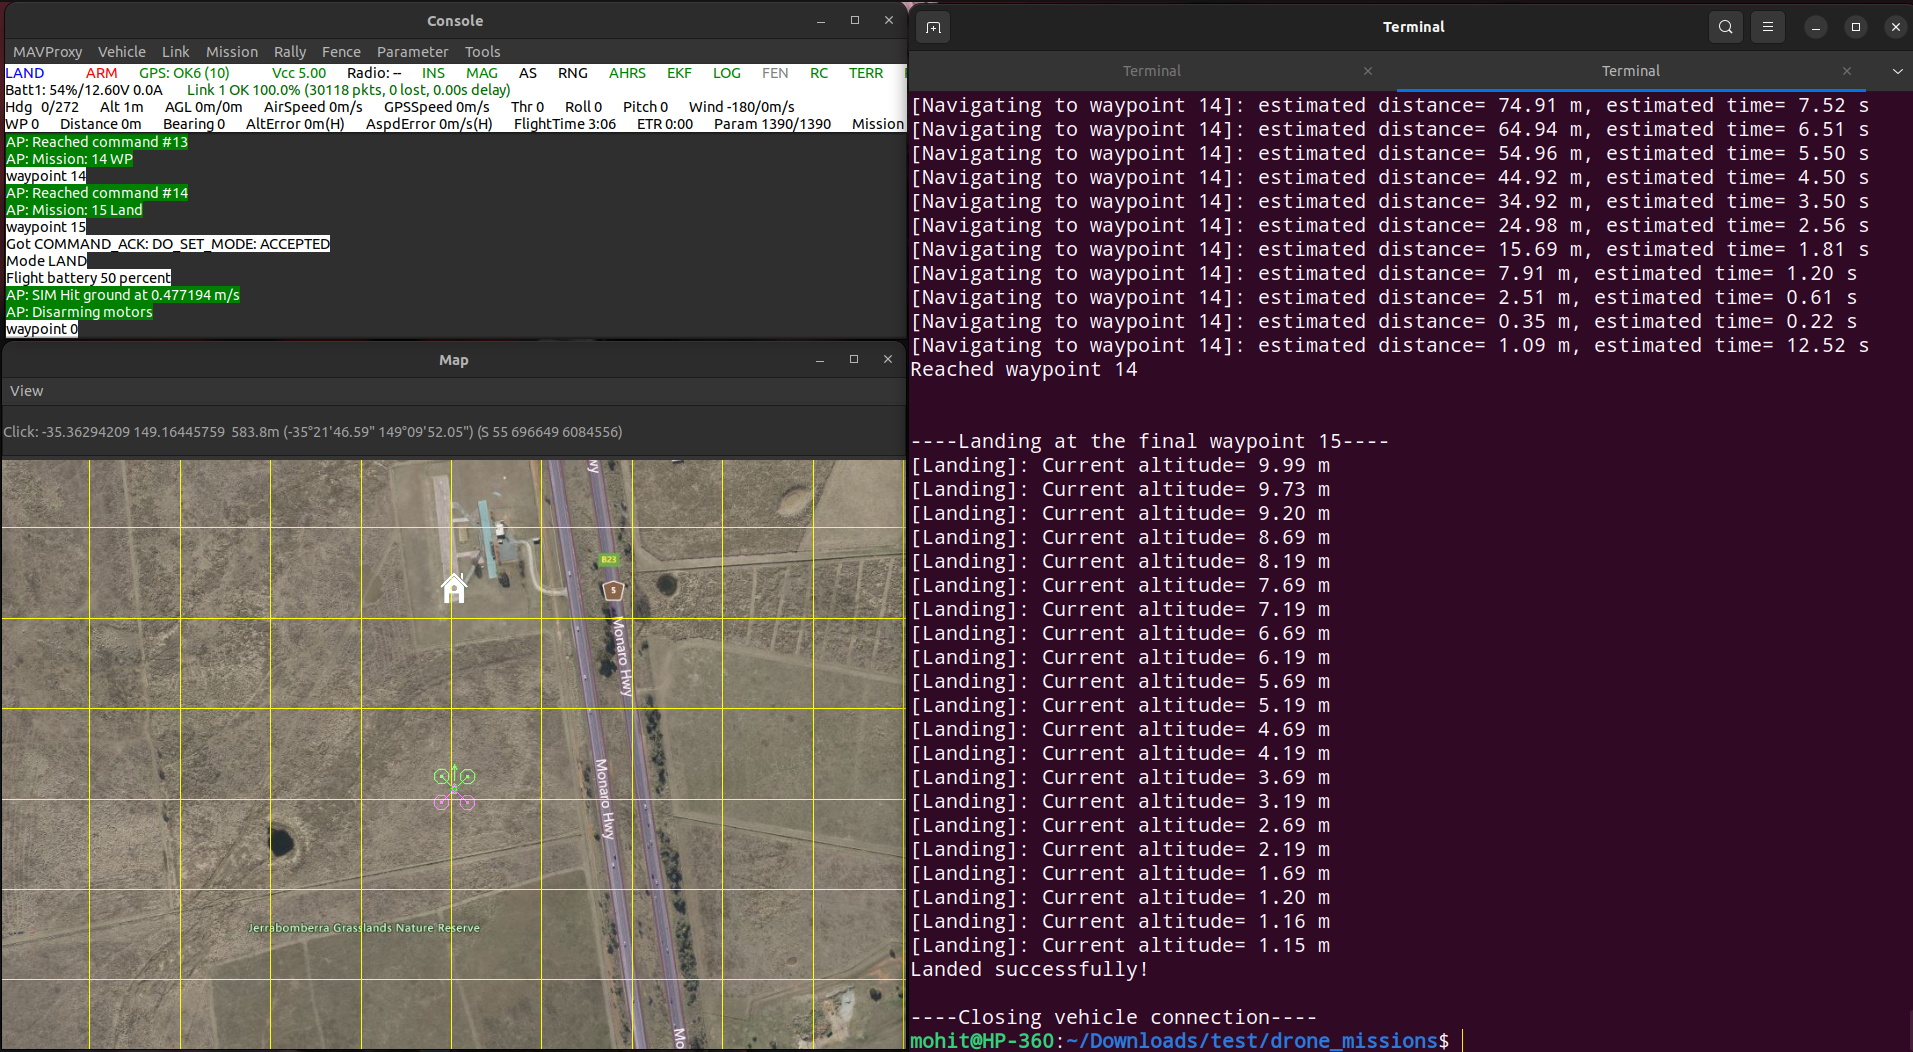 Console
MAVProxy Vehicle Link Mission Rally Fence Parameter Tools
LAND ARM GPS: OK6 (10) Vcc 5.00 Radio: -- INS MAG AS RNG AHRS EKF LOG FEN RC TERR
Batt1: 54%/12.60V 0.0A Link 1 OK 100.0% (30118 pkts, 0 lost, 0.00s delay)
Hdg 0/272 Alt 1m AGL 0m/0m AirSpeed 0m/s GPSSpeed 0m/s Thr 0 Roll 0 Pitch 0 Wind -180/0m/s
WP 0 Distance 0m Bearing 0 AltError 0m(H) AspdError 0m/s(H) FlightTime 3:06 ETR 0:00 Param 1390/1390 Mission
AP: Reached command #13
AP: Mission: 14 WP
waypoint 14
AP: Reached command #14
AP: Mission: 15 Land
waypoint 15
Got COMMAND_ACK: DO_SET_MODE: ACCEPTED
Mode LAND
Flight battery 50 percent
AP: SIM Hit ground at 0.477194 m/s
AP: Disarming motors
waypoint 0
Map
View
Click: -35.36294209 149.16445759 583.8m (-35°21'46.59" 149°09'52.05") (S 55 696649 6084556)
wy
B23
5
Monaro Hwy
Monaro Hwy
Jerrabomberra Grasslands Nature Reserve
Mo
Terminal
Terminal
Terminal
[Navigating to waypoint 14]: estimated distance= 74.91 m, estimated time= 7.52 s
[Navigating to waypoint 14]: estimated distance= 64.94 m, estimated time= 6.51 s
[Navigating to waypoint 14]: estimated distance= 54.96 m, estimated time= 5.50 s
[Navigating to waypoint 14]: estimated distance= 44.92 m, estimated time= 4.50 s
[Navigating to waypoint 14]: estimated distance= 34.92 m, estimated time= 3.50 s
[Navigating to waypoint 14]: estimated distance= 24.98 m, estimated time= 2.56 s
[Navigating to waypoint 14]: estimated distance= 15.69 m, estimated time= 1.81 s
[Navigating to waypoint 14]: estimated distance= 7.91 m, estimated time= 1.20 s
[Navigating to waypoint 14]: estimated distance= 2.51 m, estimated time= 0.61 s
[Navigating to waypoint 14]: estimated distance= 0.35 m, estimated time= 0.22 s
[Navigating to waypoint 14]: estimated distance= 1.09 m, estimated time= 12.52 s
Reached waypoint 14
----Landing at the final waypoint 15----
[Landing]: Current altitude= 9.99 m
[Landing]: Current altitude= 9.73 m
[Landing]: Current altitude= 9.20 m
[Landing]: Current altitude= 8.69 m
[Landing]: Current altitude= 8.19 m
[Landing]: Current altitude= 7.69 m
[Landing]: Current altitude= 7.19 m
[Landing]: Current altitude= 6.69 m
[Landing]: Current altitude= 6.19 m
[Landing]: Current altitude= 5.69 m
[Landing]: Current altitude= 5.19 m
[Landing]: Current altitude= 4.69 m
[Landing]: Current altitude= 4.19 m
[Landing]: Current altitude= 3.69 m
[Landing]: Current altitude= 3.19 m
[Landing]: Current altitude= 2.69 m
[Landing]: Current altitude= 2.19 m
[Landing]: Current altitude= 1.69 m
[Landing]: Current altitude= 1.20 m
[Landing]: Current altitude= 1.16 m
[Landing]: Current altitude= 1.15 m
Landed successfully!
----Closing vehicle connection----
mohit@HP-360:~/Downloads/test/drone_missions$